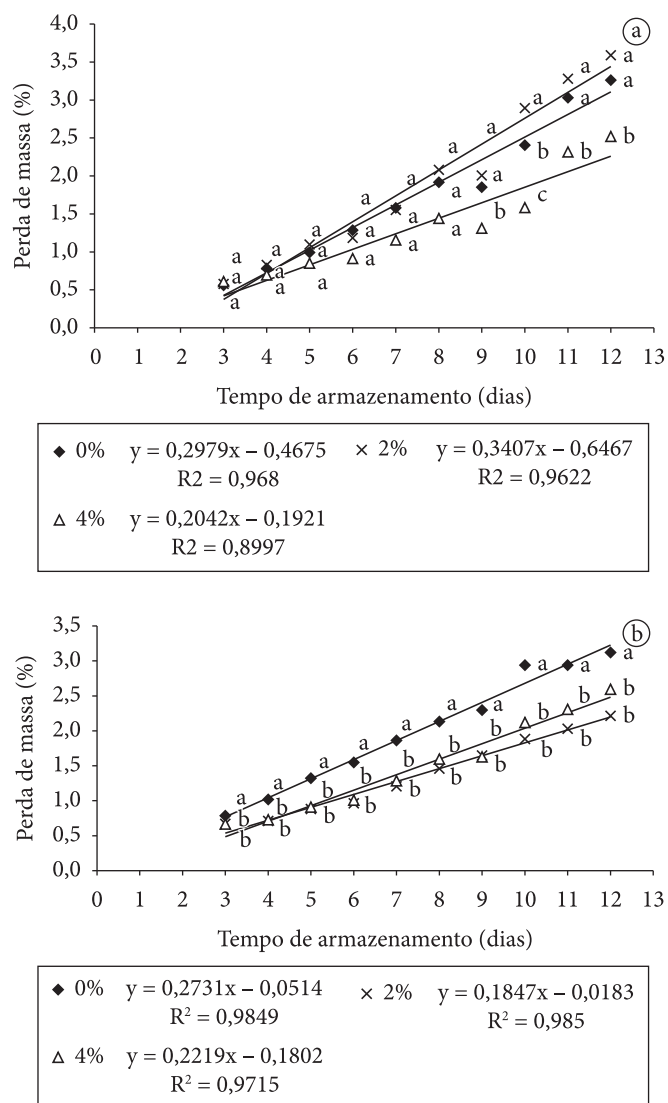 a
4,0
3,5
3,0
2,5
2,0
1,5
1,0
0,5
0,0
Perda de massa (%)
a a a a a a a a a a
a a a a a a a b a a
a a a a a a b c b b
0 1 2 3 4 5 6 7 8 9 10 11 12 13
Tempo de armazenamento (dias)
◆ 0% y = 0,2979x – 0,4675 × 2% y = 0,3407x – 0,6467
R2 = 0,968 R2 = 0,9622
△ 4% y = 0,2042x – 0,1921
R2 = 0,8997
b
3,5
3,0
2,5
2,0
1,5
1,0
0,5
0,0
Perda de massa (%)
a a a a a a a a a a
b b b b b b b b b b
b b b b b b b b b b
0 1 2 3 4 5 6 7 8 9 10 11 12 13
Tempo de armazenamento (dias)
◆ 0% y = 0,2731x – 0,0514 × 2% y = 0,1847x – 0,0183
R² = 0,9849 R² = 0,985
△ 4% y = 0,2219x – 0,1802
R² = 0,9715